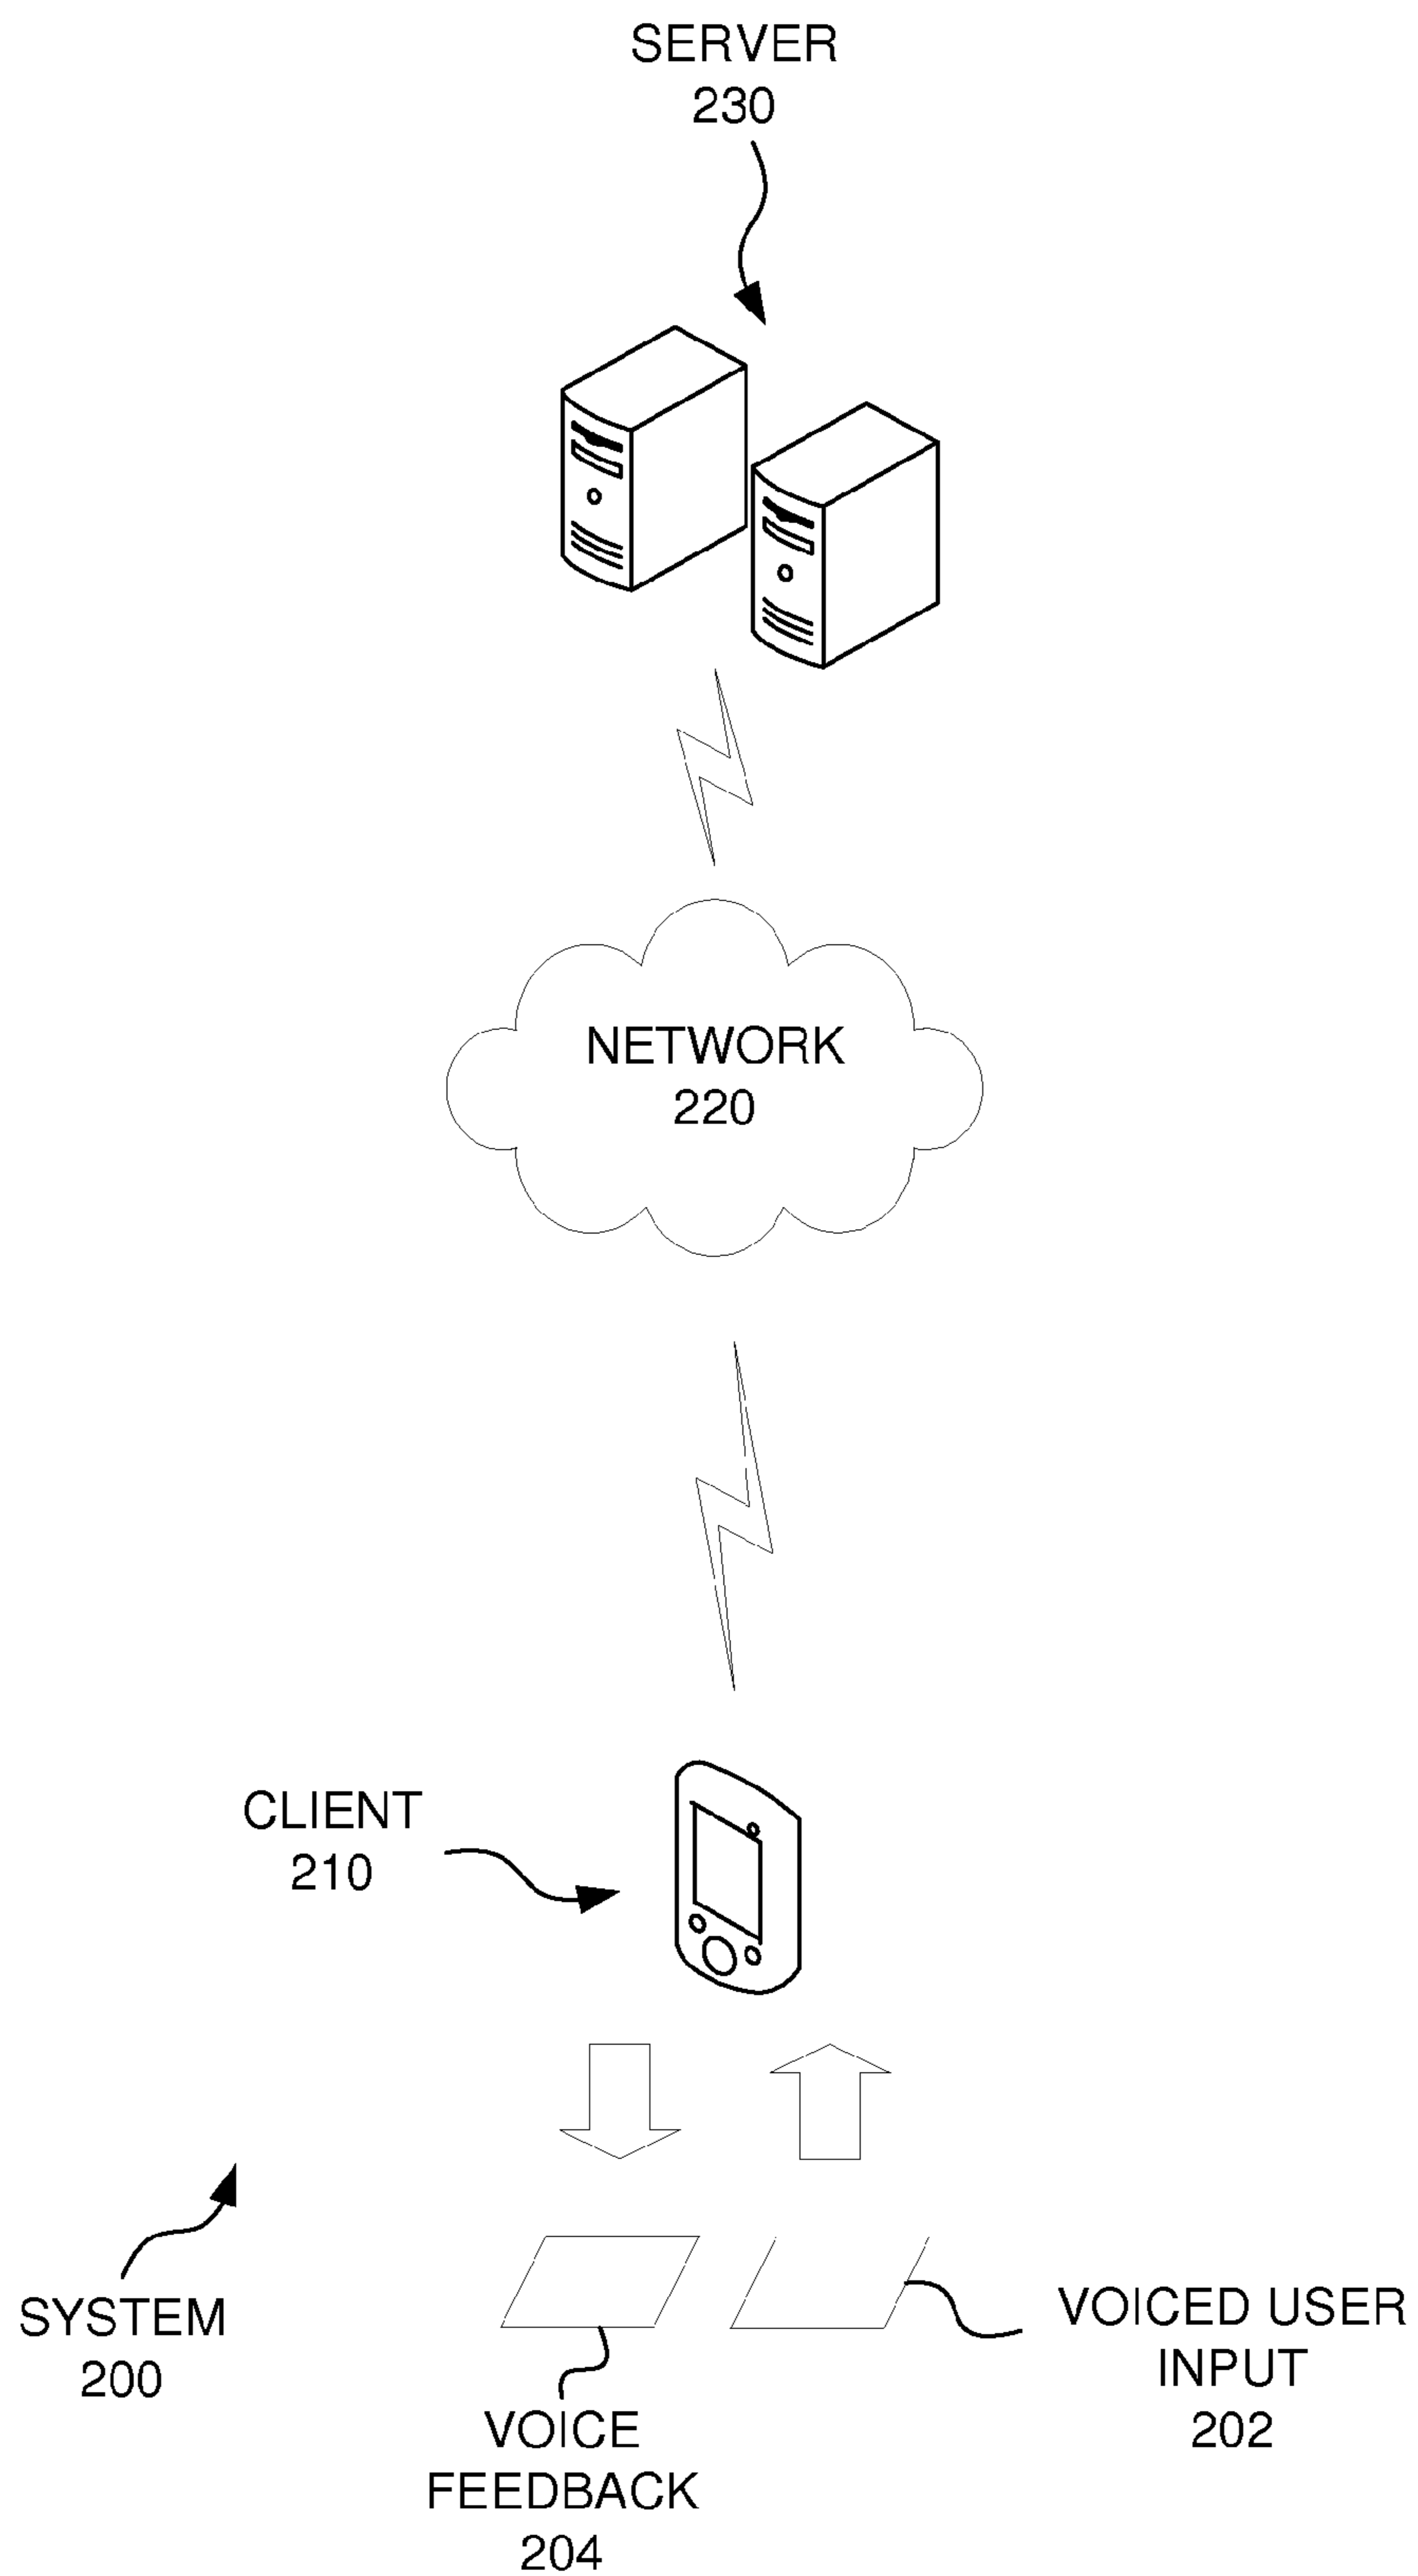 SERVER
230
NETWORK
220
CLIENT
210
SYSTEM
200
VOICE
FEEDBACK
204
VOICED USER
INPUT
202